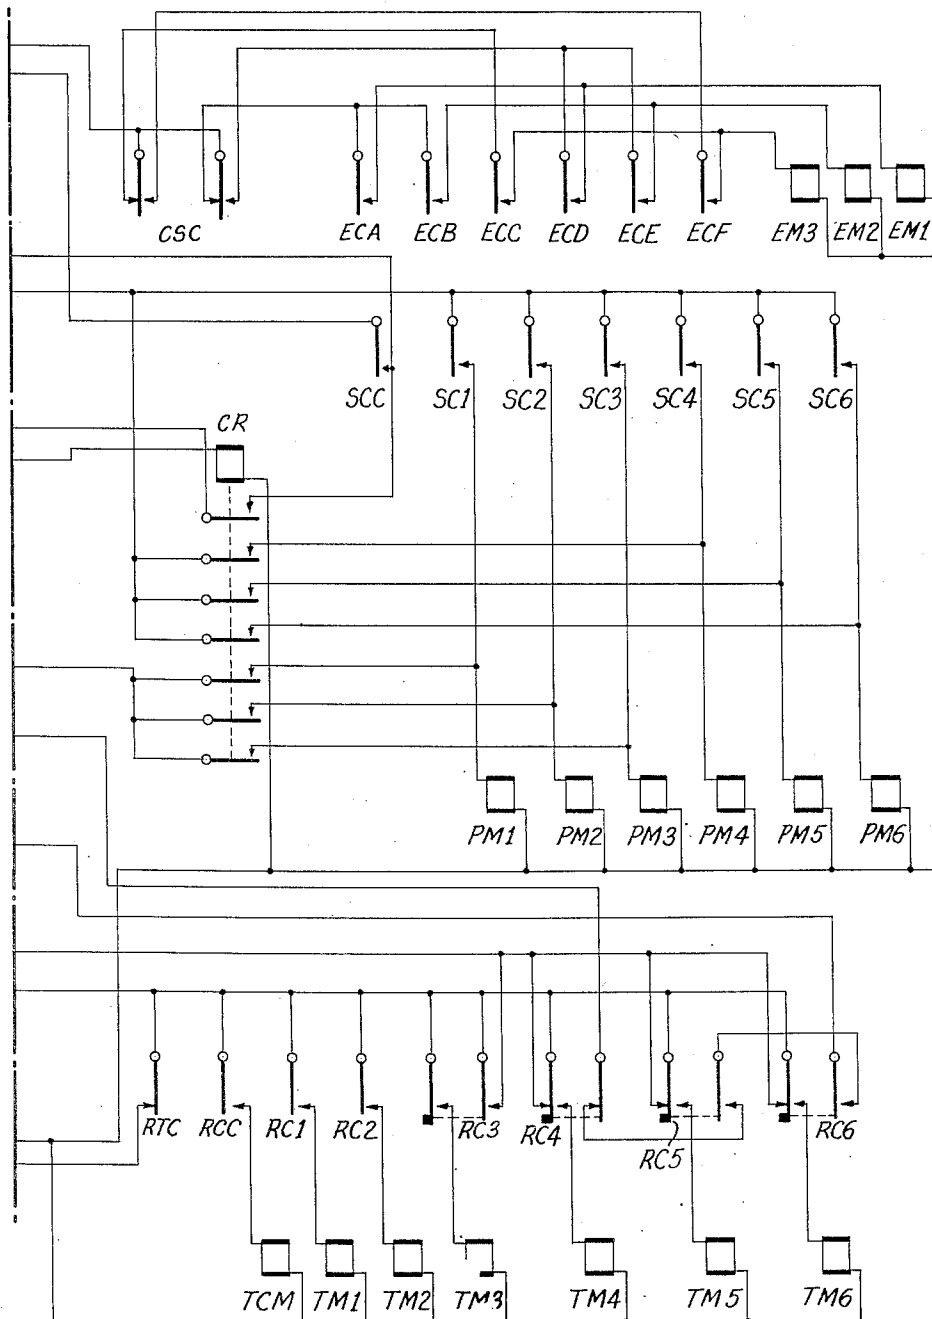 CSC ECA ECB ECC ECD ECE ECF EM3 EM2 EM1
SCC SC1 SC2 SC3 SC4 SC5 SC6
CR
PM1 PM2 PM3 PM4 PM5 PM6
RTC RCC RC1 RC2 RC3 RC4 RC5 RC6
TCM TM1 TM2 TM3 TM4 TM5 TM6